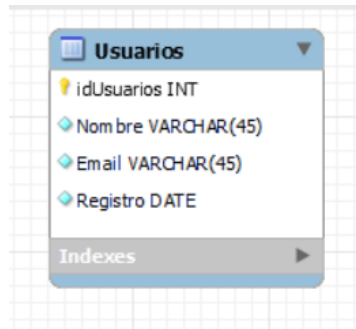 Usuarios
idUsuarios INT
Nombre VARCHAR(45)
Email VARCHAR(45)
Registro DATE
Indexes